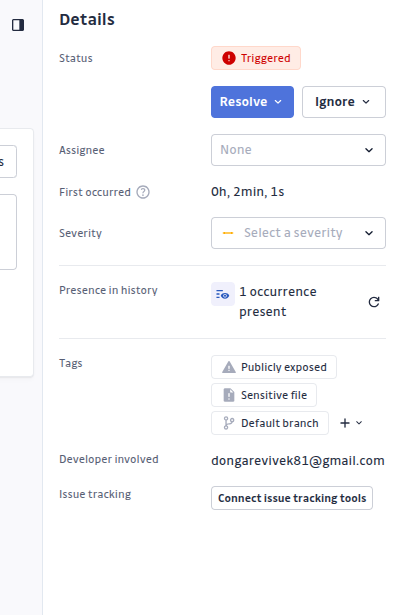 Details
Status
Triggered
Resolve
Ignore
s
Assignee
None
First occurred
0h, 2min, 1s
Severity
Select a severity
Presence in history
1 occurrence
present
Tags
Publicly exposed
Sensitive file
Default branch
Developer involved
dongarevivek81@gmail.com
Issue tracking
Connect issue tracking tools